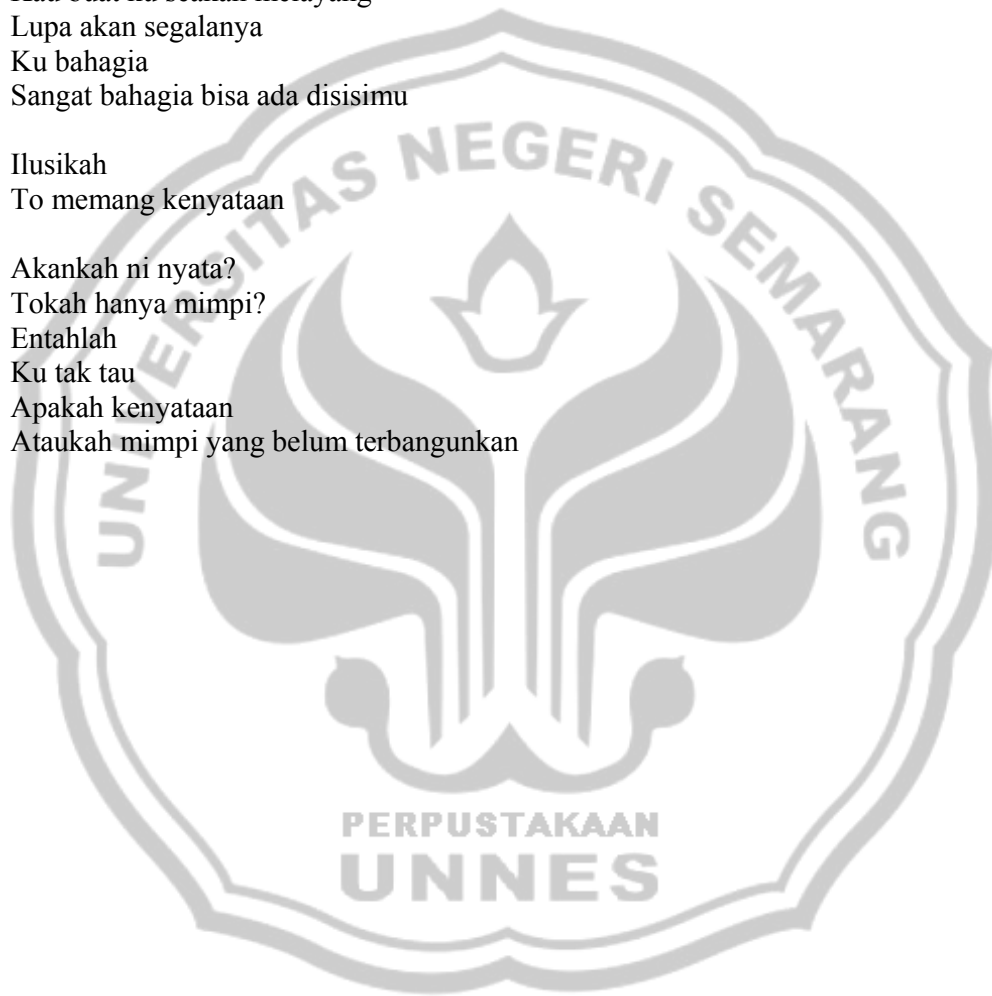 Lupa akan segalanya
Ku bahagia
Sangat bahagia bisa ada disisimu
Ilusikah
To memang kenyataan
Akankah ni nyata?
Tokah hanya mimpi?
Entahlah
Ku tak tau
Apakah kenyataan
Ataukah mimpi yang belum terbangunkan
UNIVERSITAS NEGERI SEMARANG
PERPUSTAKAAN
UNNES